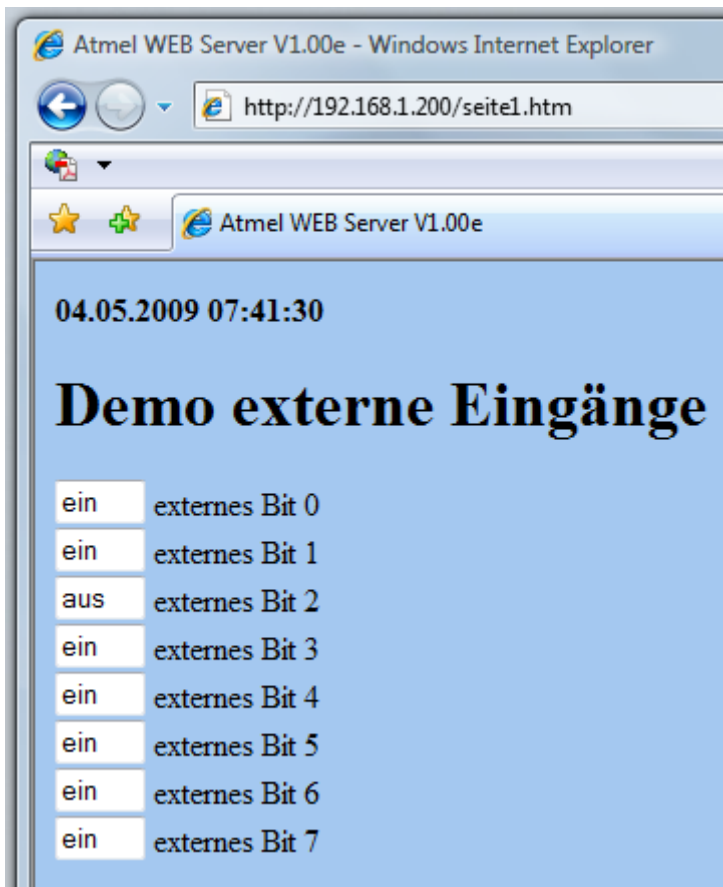 Atmel WEB Server V1.00e - Windows Internet Explorer
http://192.168.1.200/seite1.htm
Atmel WEB Server V1.00e
04.05.2009 07:41:30
Demo externe Eingänge
ein externes Bit 0
ein externes Bit 1
aus externes Bit 2
ein externes Bit 3
ein externes Bit 4
ein externes Bit 5
ein externes Bit 6
ein externes Bit 7